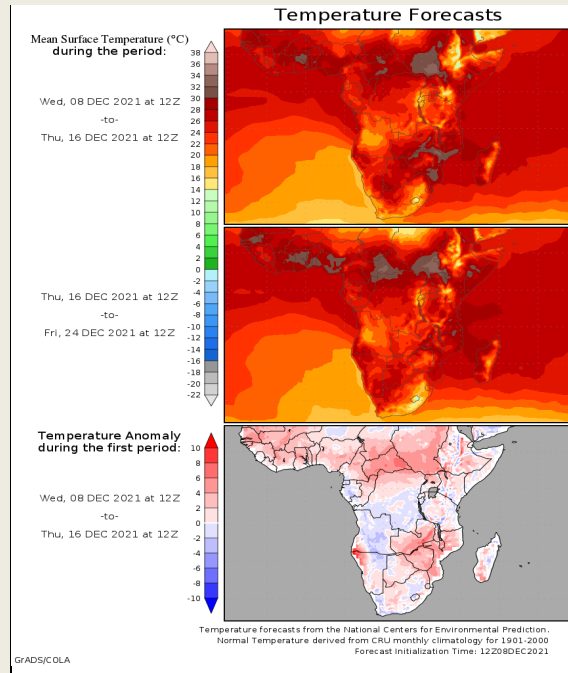 Temperature Forecasts
Mean Surface Temperature (°C)
during the period:
Wed, 08 DEC 2021 at 12Z
-to-
Thu, 16 DEC 2021 at 12Z
38
36
34
32
30
28
26
24
22
20
18
16
14
12
10
8
6
4
2
0
-2
-4
-6
-8
-10
-12
-14
-16
-18
-20
-22
Thu, 16 DEC 2021 at 12Z
-to-
Fri, 24 DEC 2021 at 12Z
Temperature Anomaly
during the first period:
Wed, 08 DEC 2021 at 12Z
-to-
Thu, 16 DEC 2021 at 12Z
10
8
6
4
2
0
-2
-4
-6
-8
-10
Temperature forecasts from the National Centers for Environmental Prediction.
Normal Temperature derived from CRU monthly climatology for 1901-2000
Forecast Initialization Time: 12Z08DEC2021
GrADS/COLA